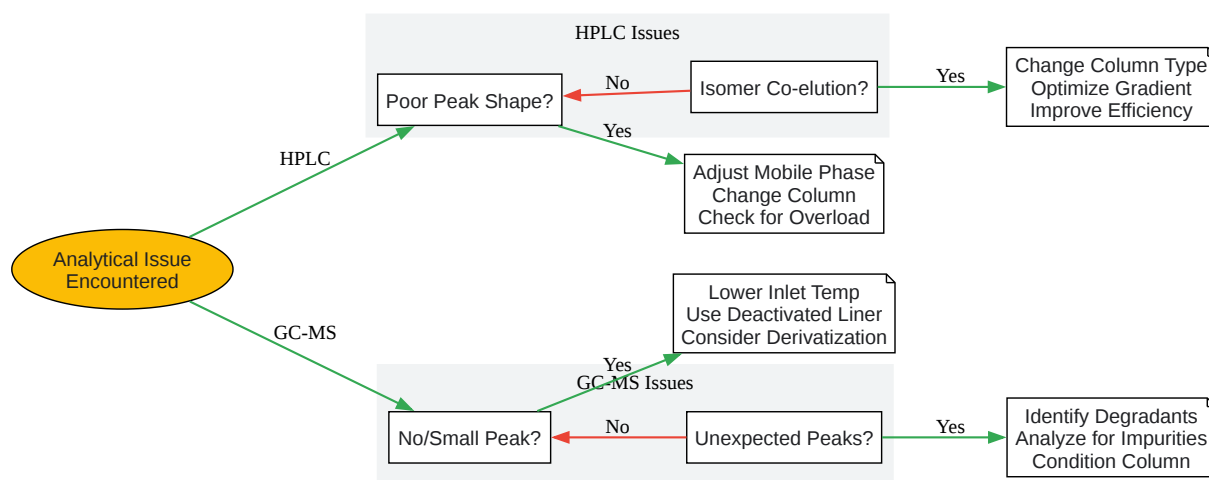 HPLC Issues
Poor Peak Shape?
No
Isomer Co-elution?
Yes
Change Column Type
Optimize Gradient
Improve Efficiency
HPLC
Yes
Adjust Mobile Phase
Change Column
Check for Overload
Analytical Issue
Encountered
GC-MS
Lower Inlet Temp
Use Deactivated Liner
Consider Derivatization
Yes
GC-MS Issues
No/Small Peak?
No
Unexpected Peaks?
Yes
Identify Degradants
Analyze for Impurities
Condition Column